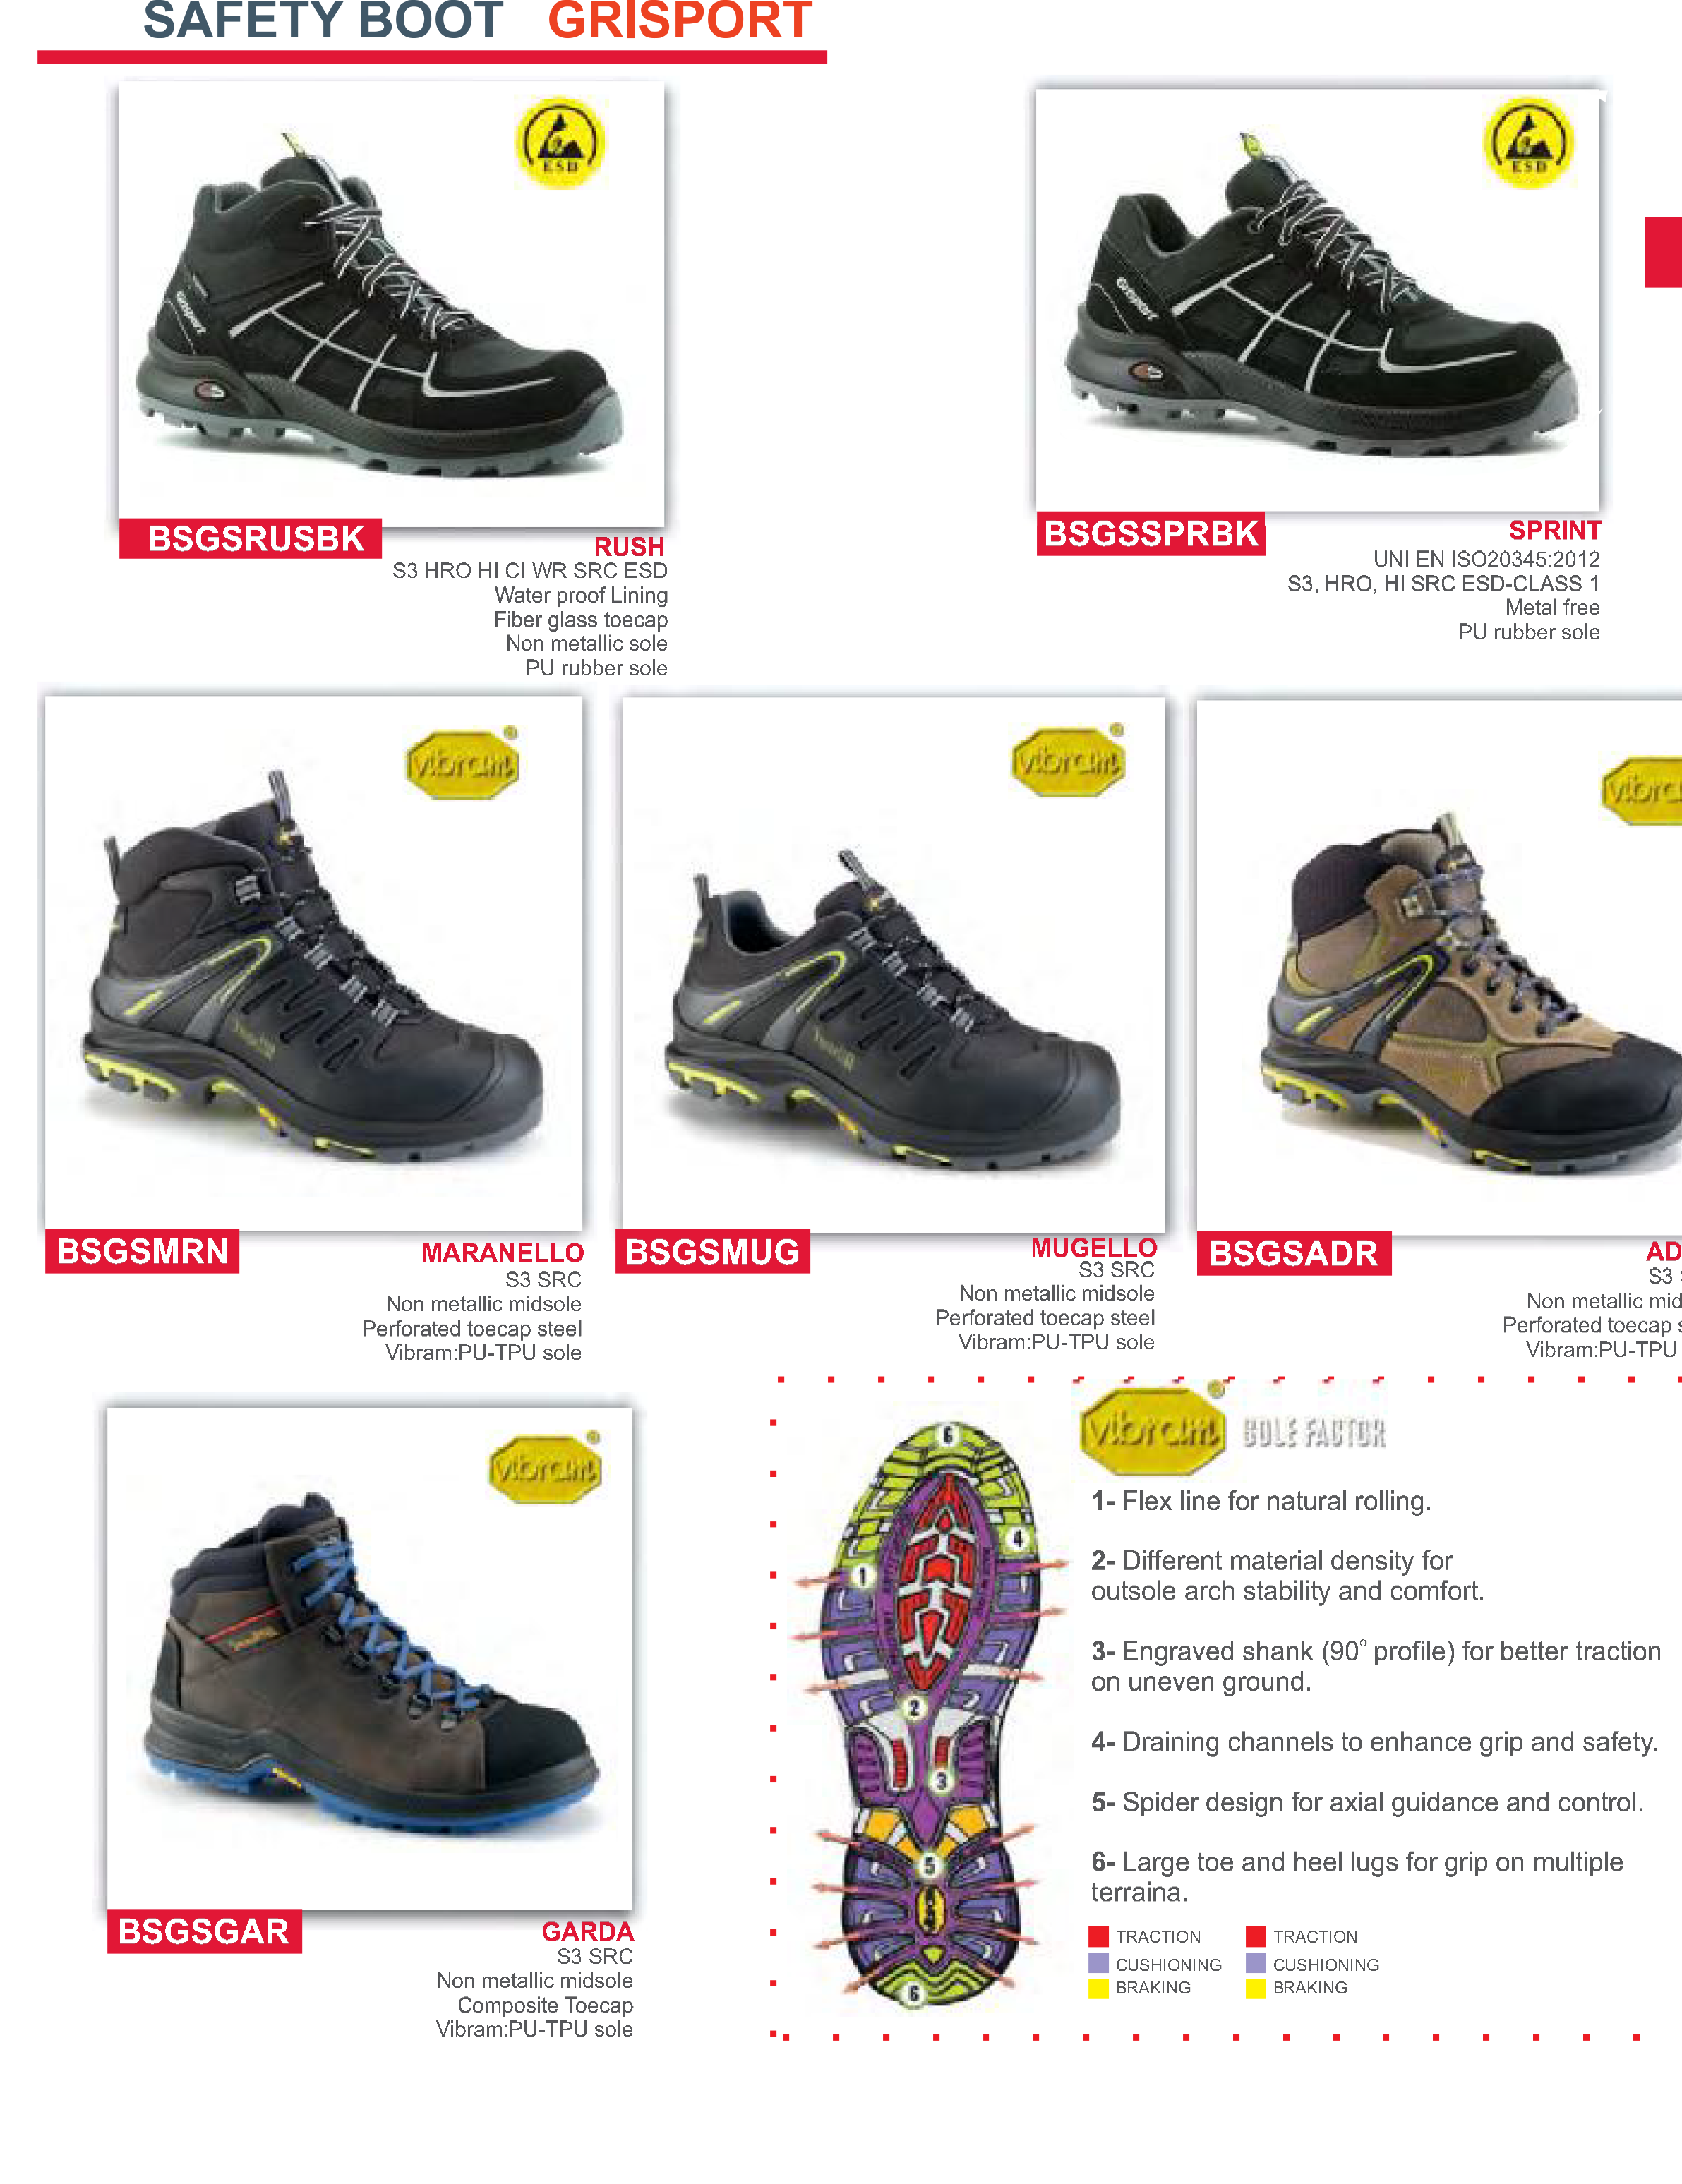 SAFETY BOOT GRISPORT
ESD
ESD
BSGSRUSBK
RUSH
S3 HRO HI CI WR SRC ESD
Water proof Lining
Fiber glass toecap
Non metallic sole
PU rubber sole
BSGSSPRBK
SPRINT
UNI EN ISO20345:2012
S3, HRO, HI SRC ESD-CLASS 1
Metal free
PU rubber sole
vibram®
vibram®
BSGSMRN
MARANELLO
S3 SRC
Non metallic midsole
Perforated toecap steel
Vibram:PU-TPU sole
BSGSMUG
MUGELLO
S3 SRC
Non metallic midsole
Perforated toecap steel
Vibram:PU-TPU sole
BSGSADR
AD
S3
Non metallic mid
Perforated toecap s
Vibram:PU-TPU
vibram®
BSGSGAR
GARDA
S3 SRC
Non metallic midsole
Composite Toecap
Vibram:PU-TPU sole
vibram® SOLE FACTOR
1- Flex line for natural rolling.
2- Different material density for
outsole arch stability and comfort.
3- Engraved shank (90° profile) for better traction
on uneven ground.
4- Draining channels to enhance grip and safety.
5- Spider design for axial guidance and control.
6- Large toe and heel lugs for grip on multiple
terraina.
TRACTION TRACTION
CUSHIONING CUSHIONING
BRAKING BRAKING
6
4
1
2
3
5
6